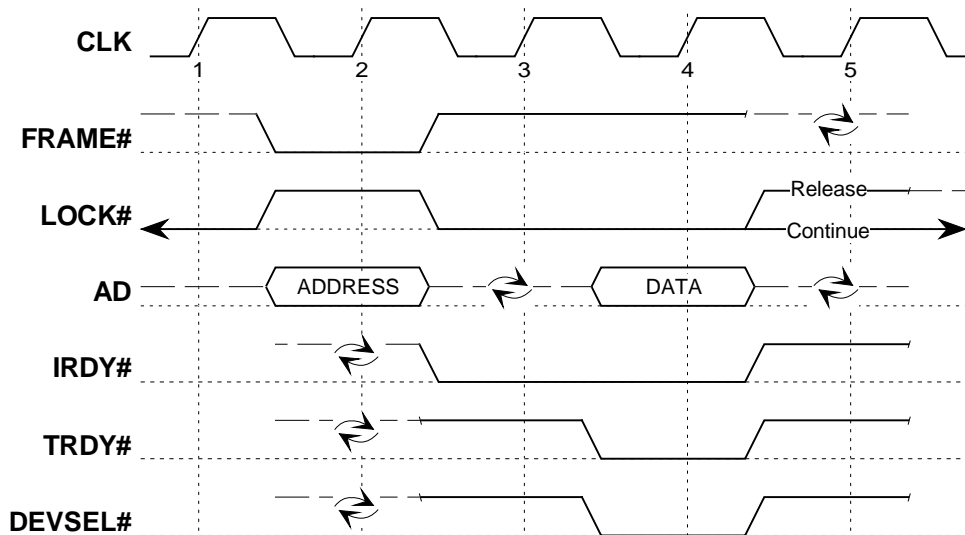 CLK
1 2 3 4 5
FRAME#
LOCK#
Release
Continue
AD
ADDRESS
DATA
IRDY#
TRDY#
DEVSEL#